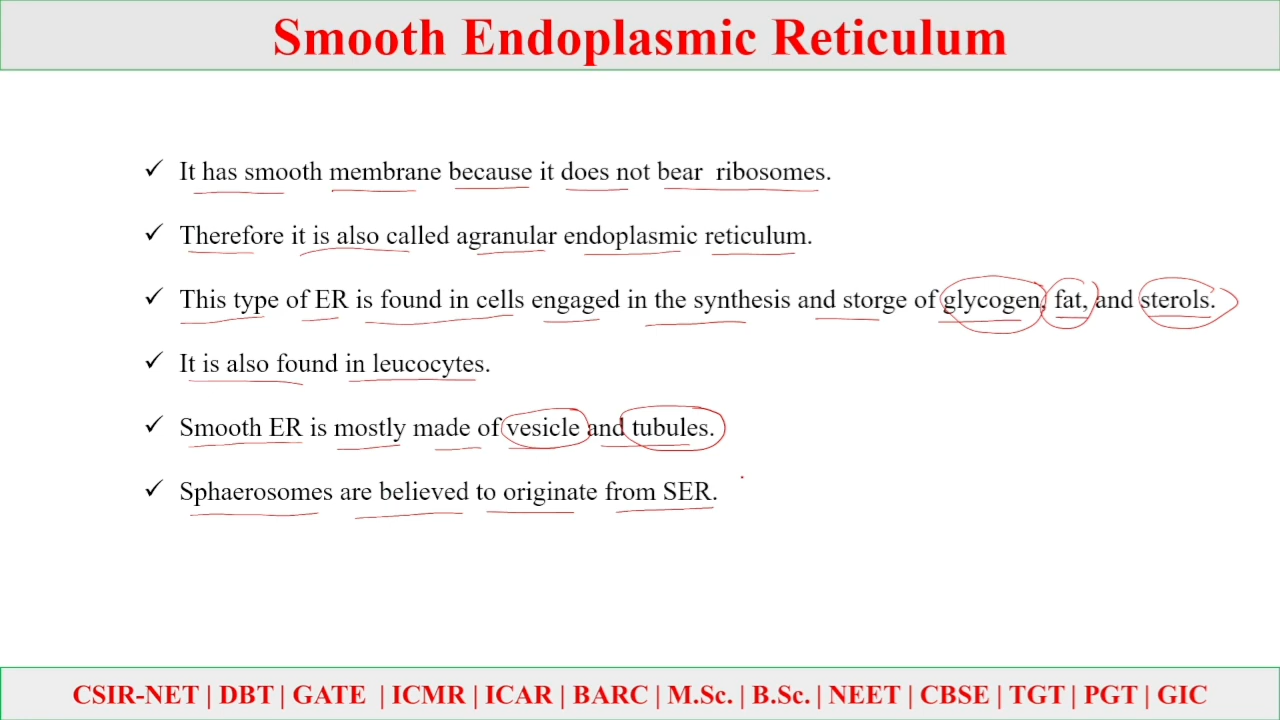 Smooth Endoplasmic Reticulum
✓ It has smooth membrane because it does not bear ribosomes.
✓ Therefore it is also called agranular endoplasmic reticulum.
✓ This type of ER is found in cells engaged in the synthesis and storge of glycogen, fat, and sterols.
✓ It is also found in leucocytes.
✓ Smooth ER is mostly made of vesicle and tubules.
✓ Sphaerosomes are believed to originate from SER.
CSIR-NET | DBT | GATE | ICMR | ICAR | BARC | M.Sc. | B.Sc. | NEET | CBSE | TGT | PGT | GIC